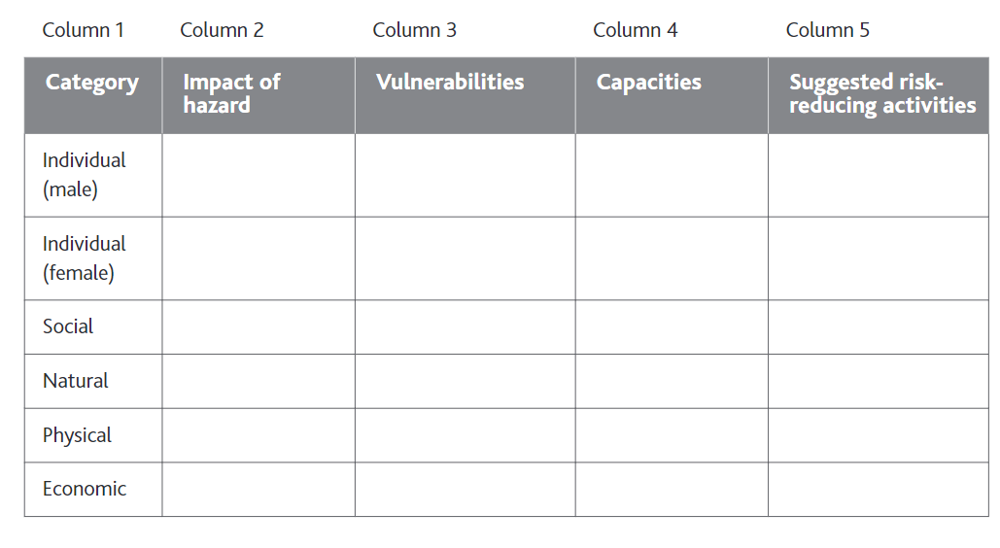 Column 1 Column 2 Column 3 Column 4 Column 5
Category Impact of hazard Vulnerabilities Capacities Suggested risk-reducing activities
Individual
(male)
Individual
(female)
Social
Natural
Physical
Economic